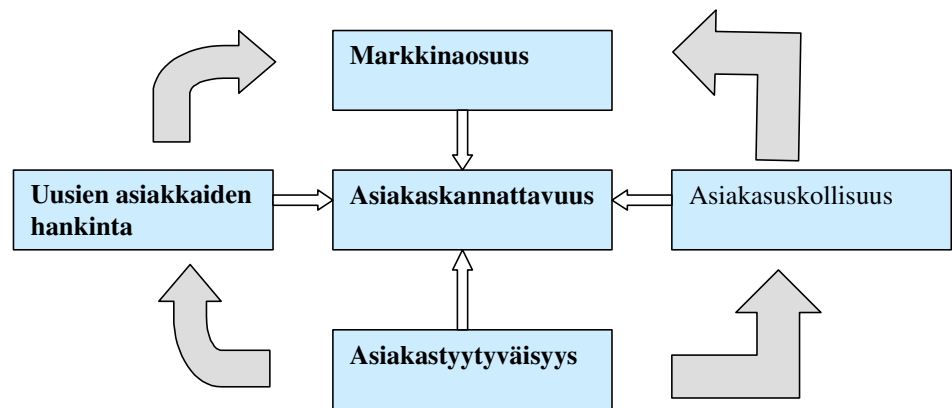 Markkinaosuus
Uusien asiakkaiden
hankinta
Asiakaskannattavuus
Asiakasuskollisuus
Asiakastyytyväisyys